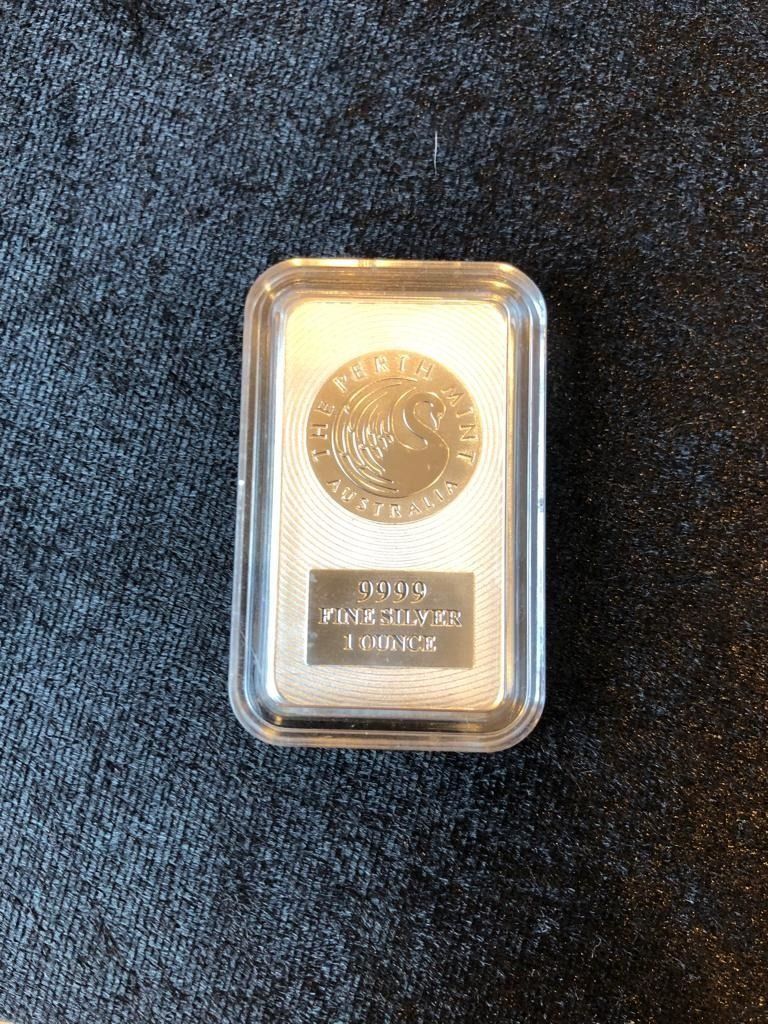 THE PERTH MINT
AUSTRALIA
9999
FINE SILVER
1 OUNCE